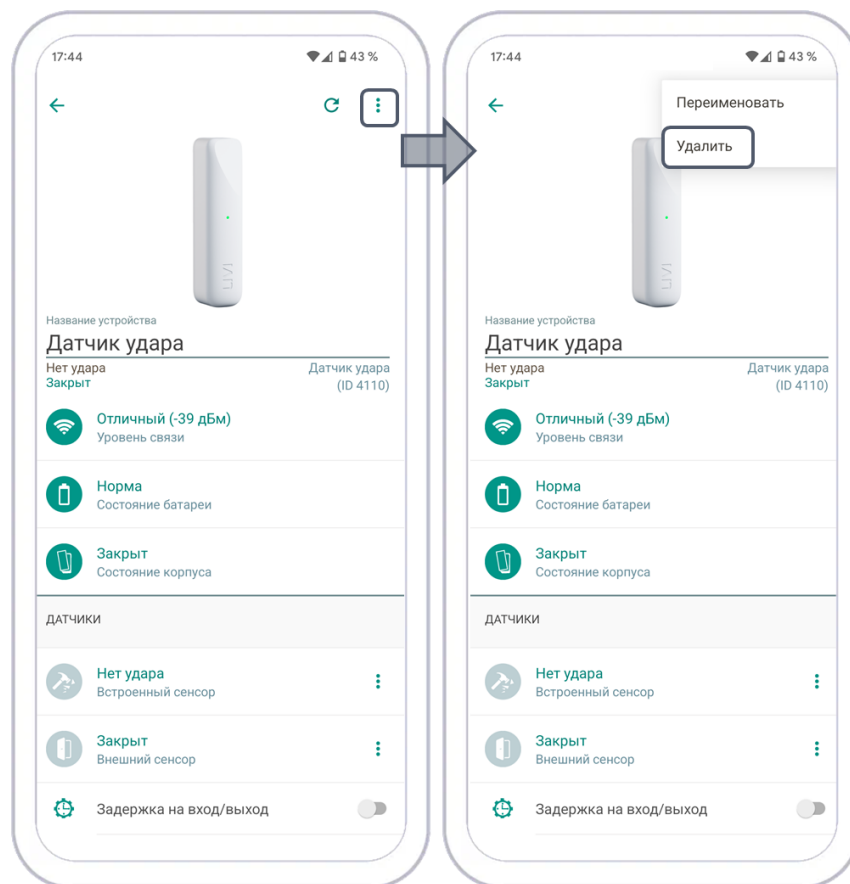 17:44
43 %
LIVI
Название устройства
Датчик удара
Нет удара
Датчик удара
Закрыт
(ID 4110)
Отличный (-39 дБм)
Уровень связи
Норма
Состояние батареи
Закрыт
Состояние корпуса
ДАТЧИКИ
Нет удара
Встроенный сенсор
Закрыт
Внешний сенсор
Задержка на вход/выход
17:44
43 %
Переименовать
Удалить
LIVI
Название устройства
Датчик удара
Нет удара
Датчик удара
Закрыт
(ID 4110)
Отличный (-39 дБм)
Уровень связи
Норма
Состояние батареи
Закрыт
Состояние корпуса
ДАТЧИКИ
Нет удара
Встроенный сенсор
Закрыт
Внешний сенсор
Задержка на вход/выход